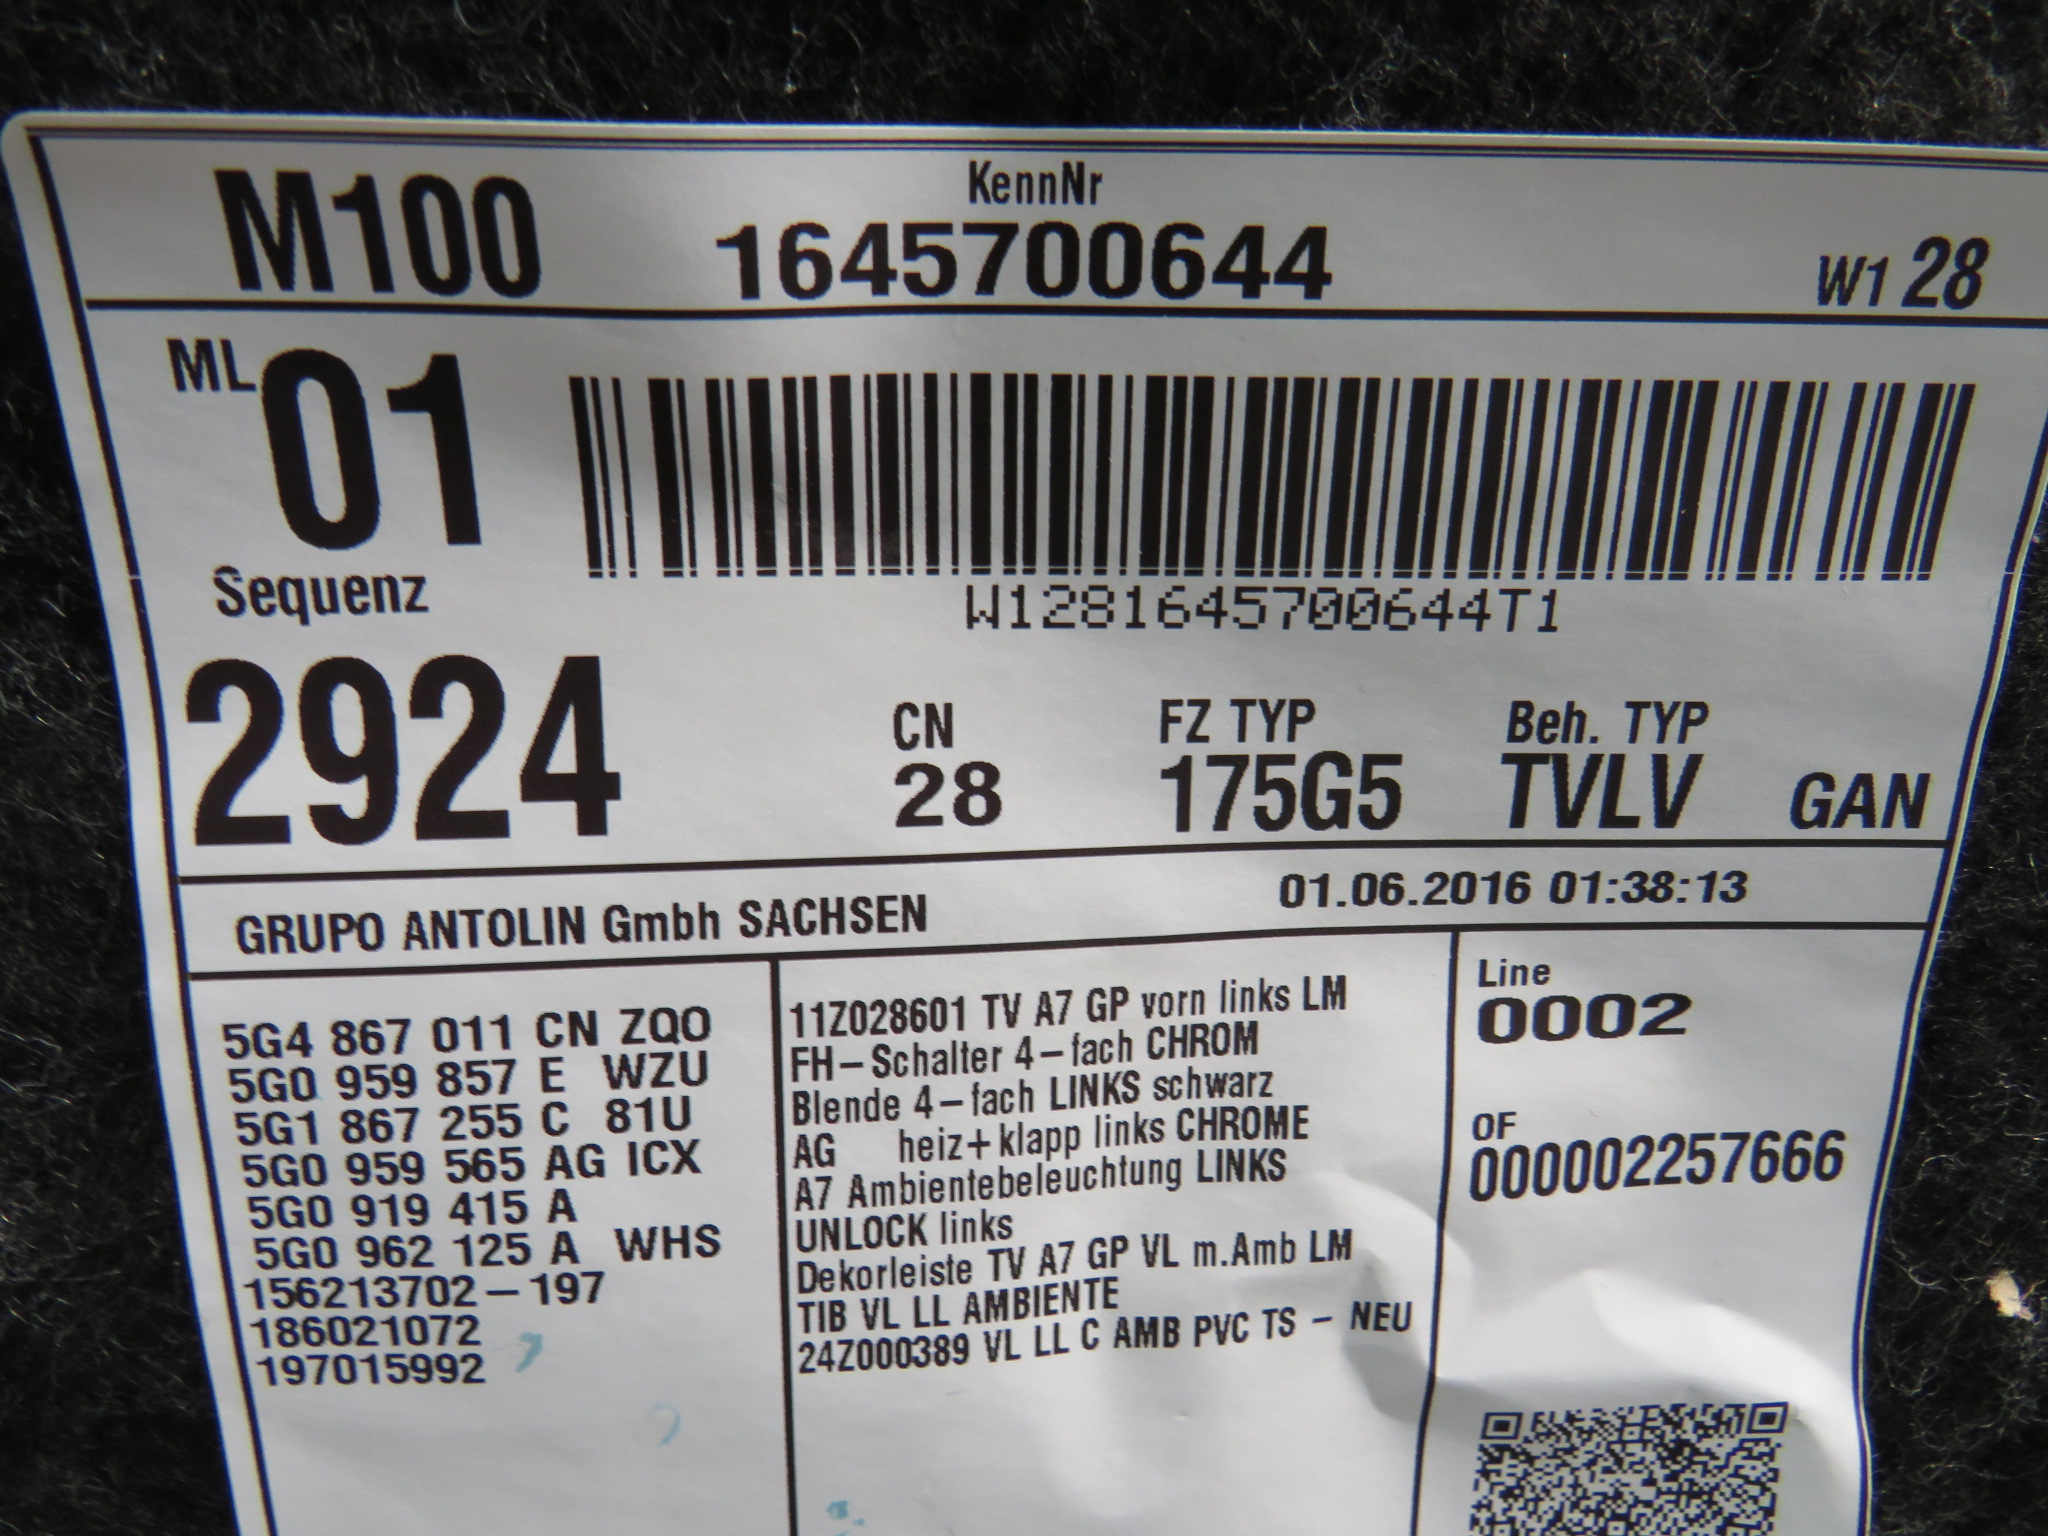 M100
KennNr
1645700644
W1 28
ML 01
W1281645700644T1
Sequenz
2924
CN
28
FZ TYP
175G5
Beh. TYP
TVLV
GAN
GRUPO ANTOLIN Gmbh SACHSEN
01.06.2016 01:38:13
5G4 867 011 CN ZQO
5G0 959 857 E WZU
5G1 867 255 C 81U
5G0 959 565 AG ICX
5G0 919 415 A
5G0 962 125 A WHS
156213702-197
186021072
197015992
11Z028601 TV A7 GP vorn links LM
FH-Schalter 4-fach CHROM
Blende 4-fach LINKS schwarz
AG heiz+klapp links CHROME
A7 Ambientebeleuchtung LINKS
UNLOCK links
Dekorleiste TV A7 GP VL m.Amb LM
TIB VL LL AMBIENTE
24Z000389 VL LL C AMB PVC TS - NEU
Line
0002
OF
000002257666